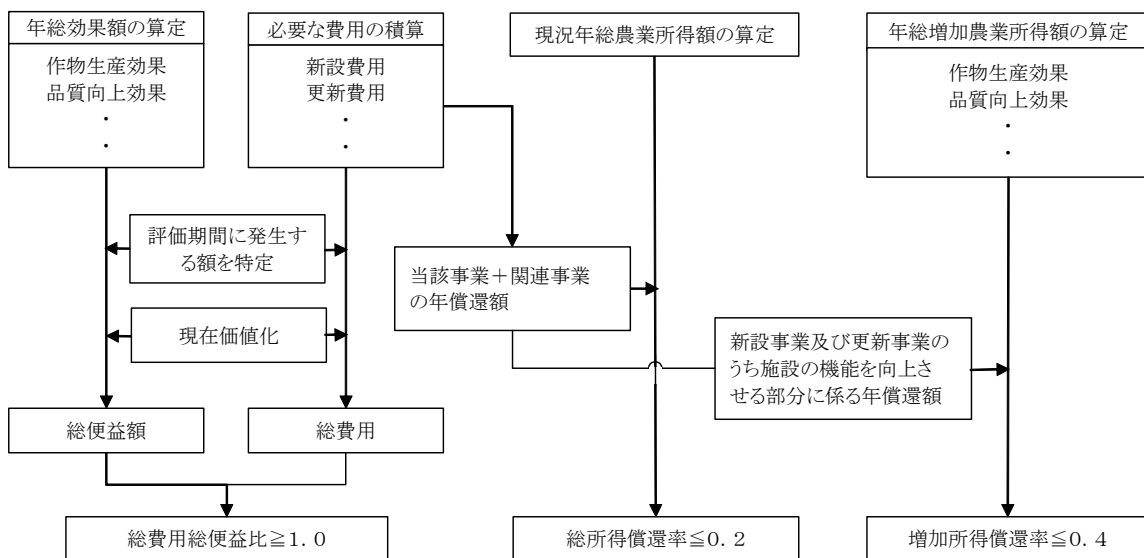 年総効果額の算定
作物生産効果
品質向上効果
・
・
必要な費用の積算
新設費用
更新費用
・
・
現況年総農業所得額の算定
年総増加農業所得額の算定
作物生産効果
品質向上効果
・
・
評価期間に発生す
る額を特定
現在価値化
当該事業＋関連事業
の年償還額
新設事業及び更新事業の
うち施設の機能を向上さ
せる部分に係る年償還額
総便益額
総費用
総費用総便益比≧１.０
総所得償還率≦０.２
増加所得償還率≦０.４